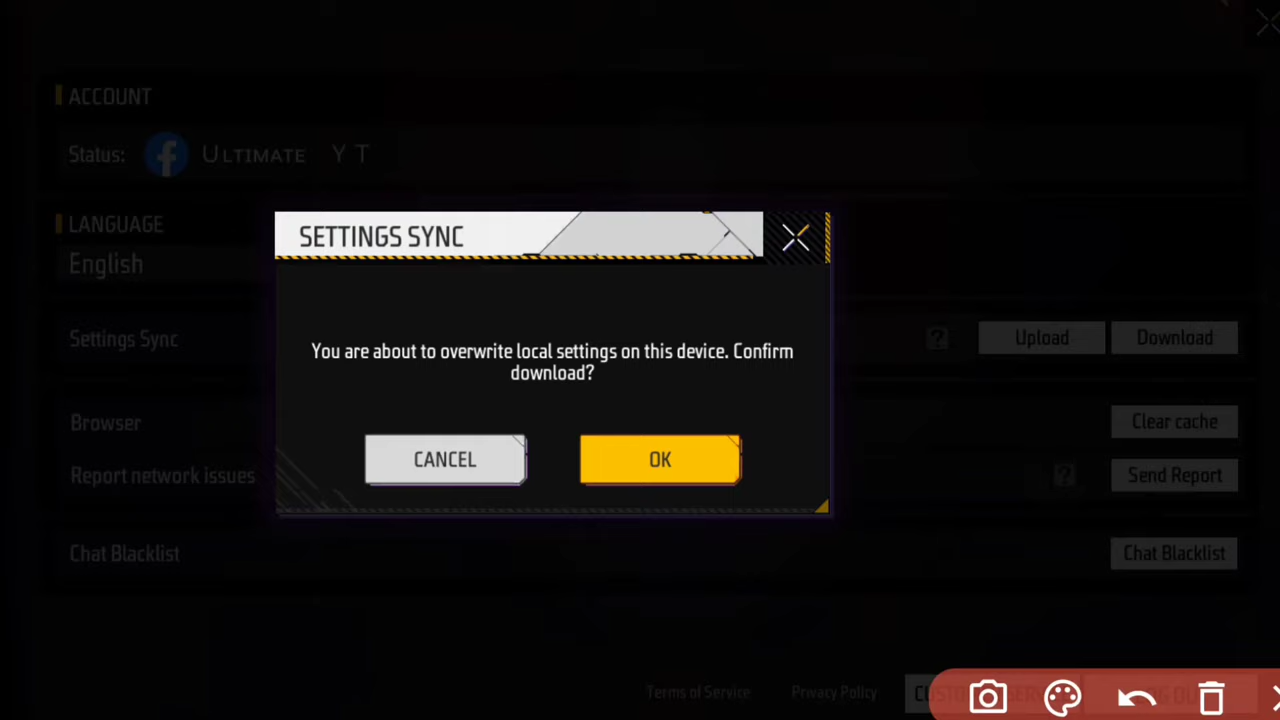 ACCOUNT
Status: ULTIMATE Y T
LANGUAGE
English
SETTINGS SYNC
Settings Sync ? Upload Download
You are about to overwrite local settings on this device. Confirm
download?
CANCEL OK
Browser Clear cache
Report network issues ? Send Report
Chat Blacklist Chat Blacklist
Terms of Service Privacy Policy